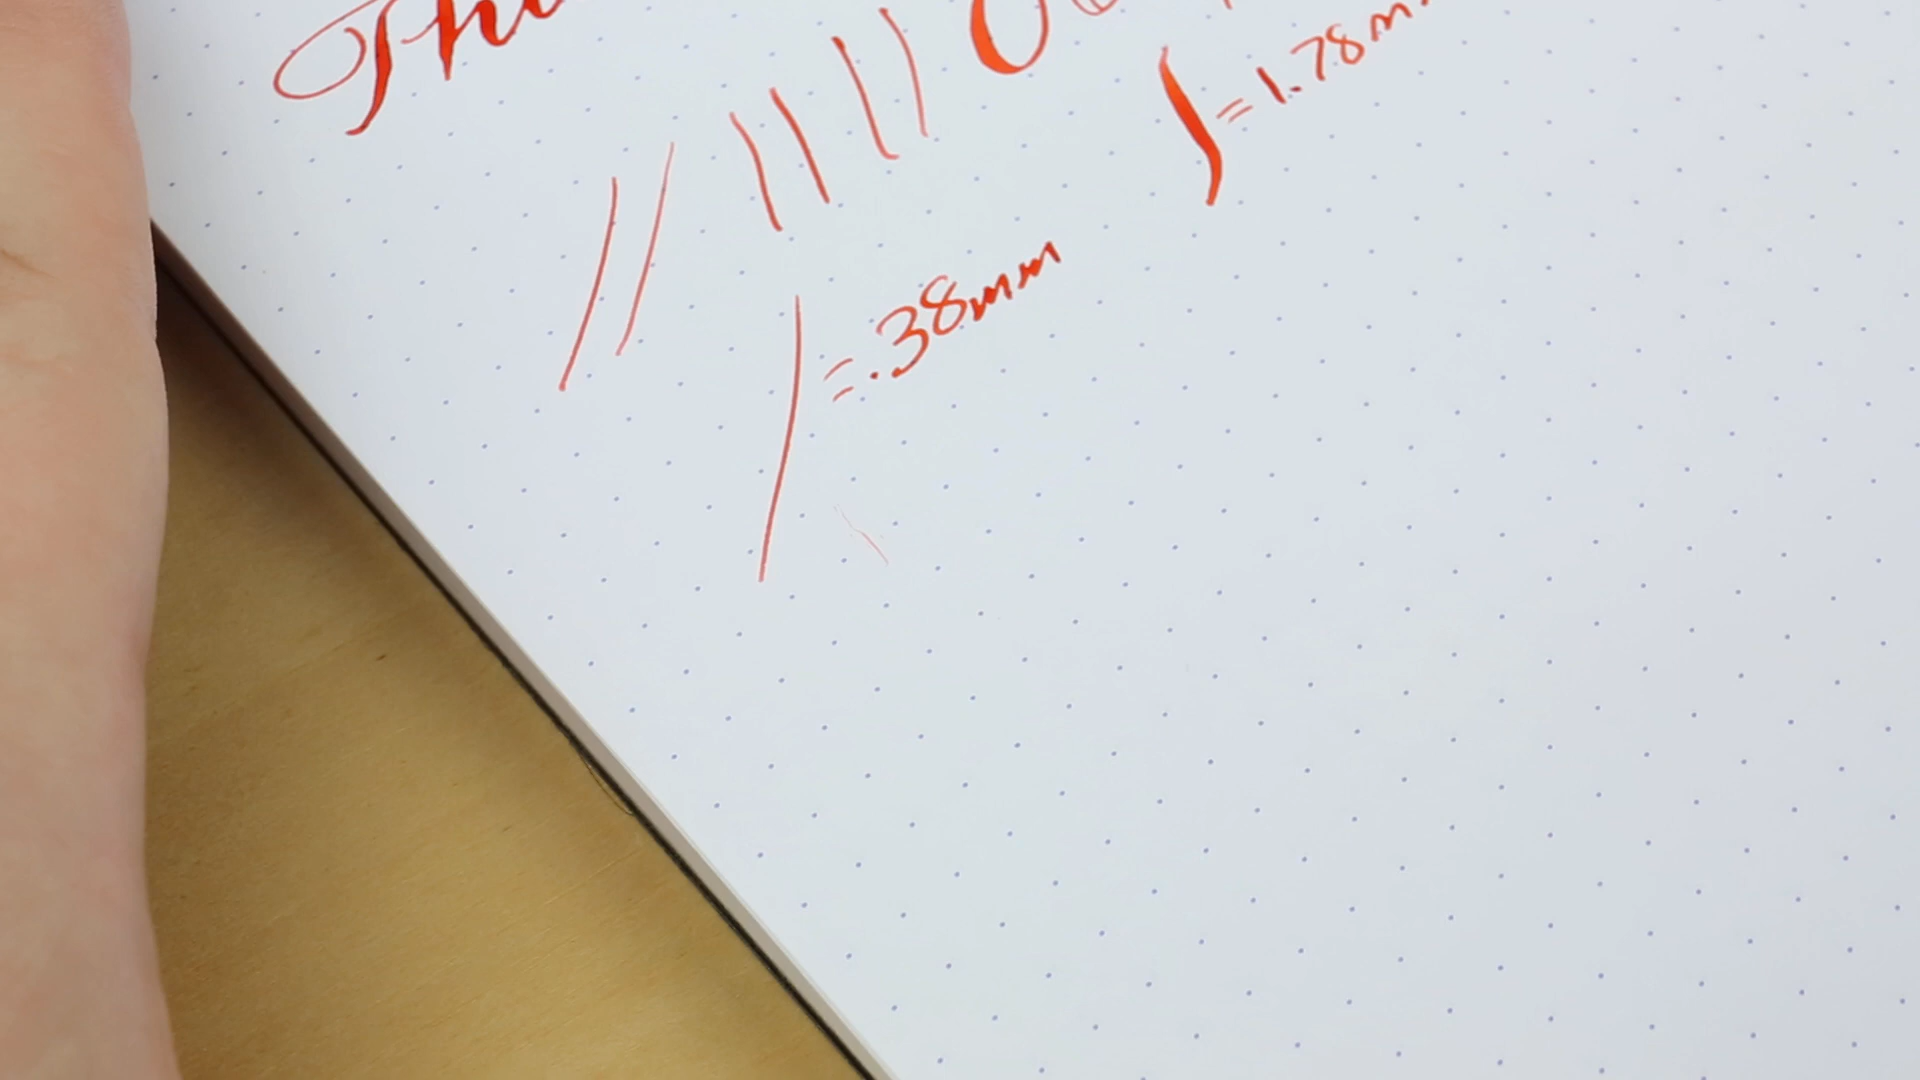 = 1.78m
= .38mm